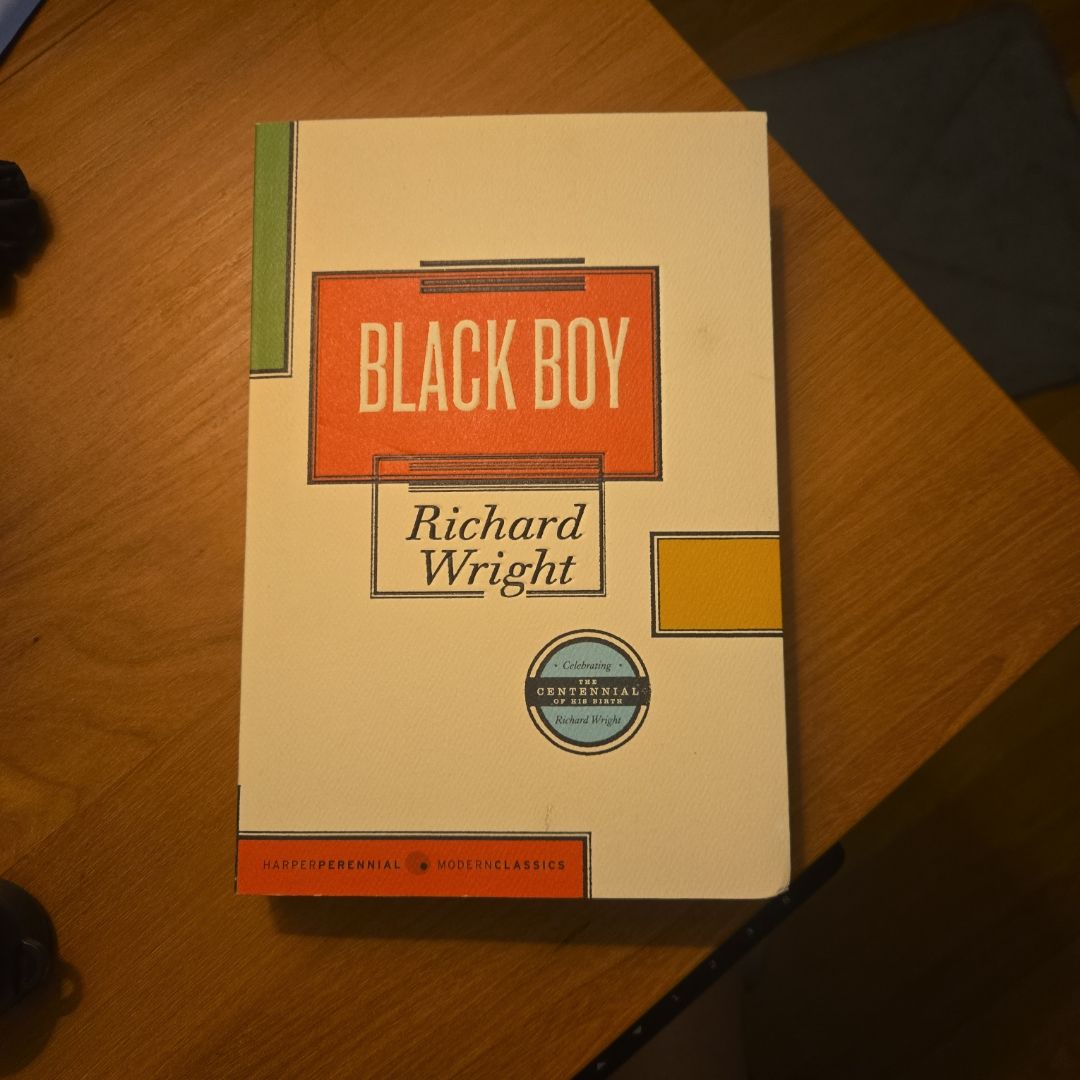 BLACK BOY
Richard
Wright
Celebrating
THE
CENTENNIAL
OF HIS BIRTH
Richard Wright
HARPERPERENNIAL MODERNCLASSICS